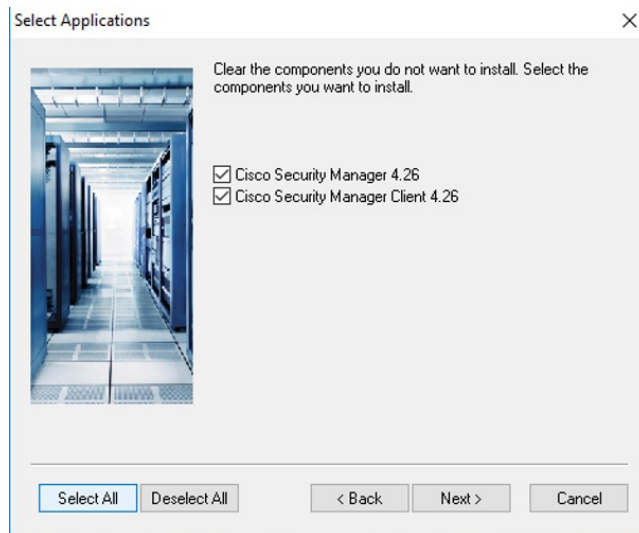 Select Applications
Clear the components you do not want to install. Select the
components you want to install.
Cisco Security Manager 4.26
Cisco Security Manager Client 4.26
Select All Deselect All < Back Next > Cancel